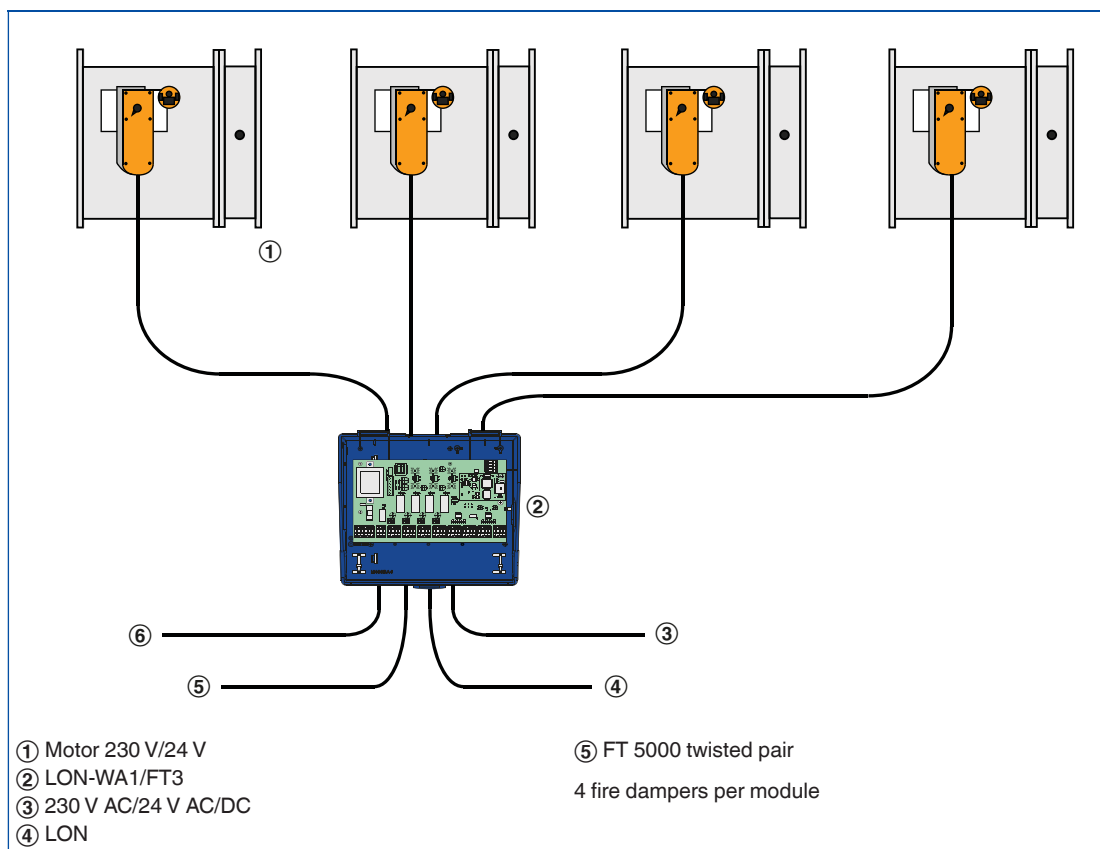 ①
②
⑥
③
⑤
④
① Motor 230 V/24 V
② LON-WA1/FT3
③ 230 V AC/24 V AC/DC
④ LON
⑤ FT 5000 twisted pair
4 fire dampers per module